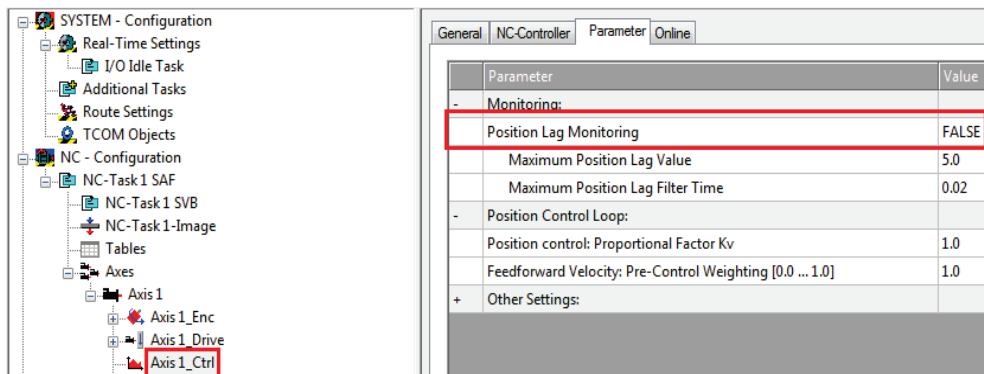 SYSTEM - Configuration
Real-Time Settings
I/O Idle Task
Additional Tasks
Route Settings
TCOM Objects
NC - Configuration
NC-Task 1 SAF
NC-Task 1 SVB
NC-Task 1-Image
Tables
Axes
Axis 1
Axis 1_Enc
Axis 1_Drive
Axis 1_Ctrl
General NC-Controller Parameter Online
Parameter Value
- Monitoring:
Position Lag Monitoring FALSE
Maximum Position Lag Value 5.0
Maximum Position Lag Filter Time 0.02
- Position Control Loop:
Position control: Proportional Factor Kv 1.0
Feedforward Velocity: Pre-Control Weighting [0.0 ... 1.0] 1.0
+ Other Settings: